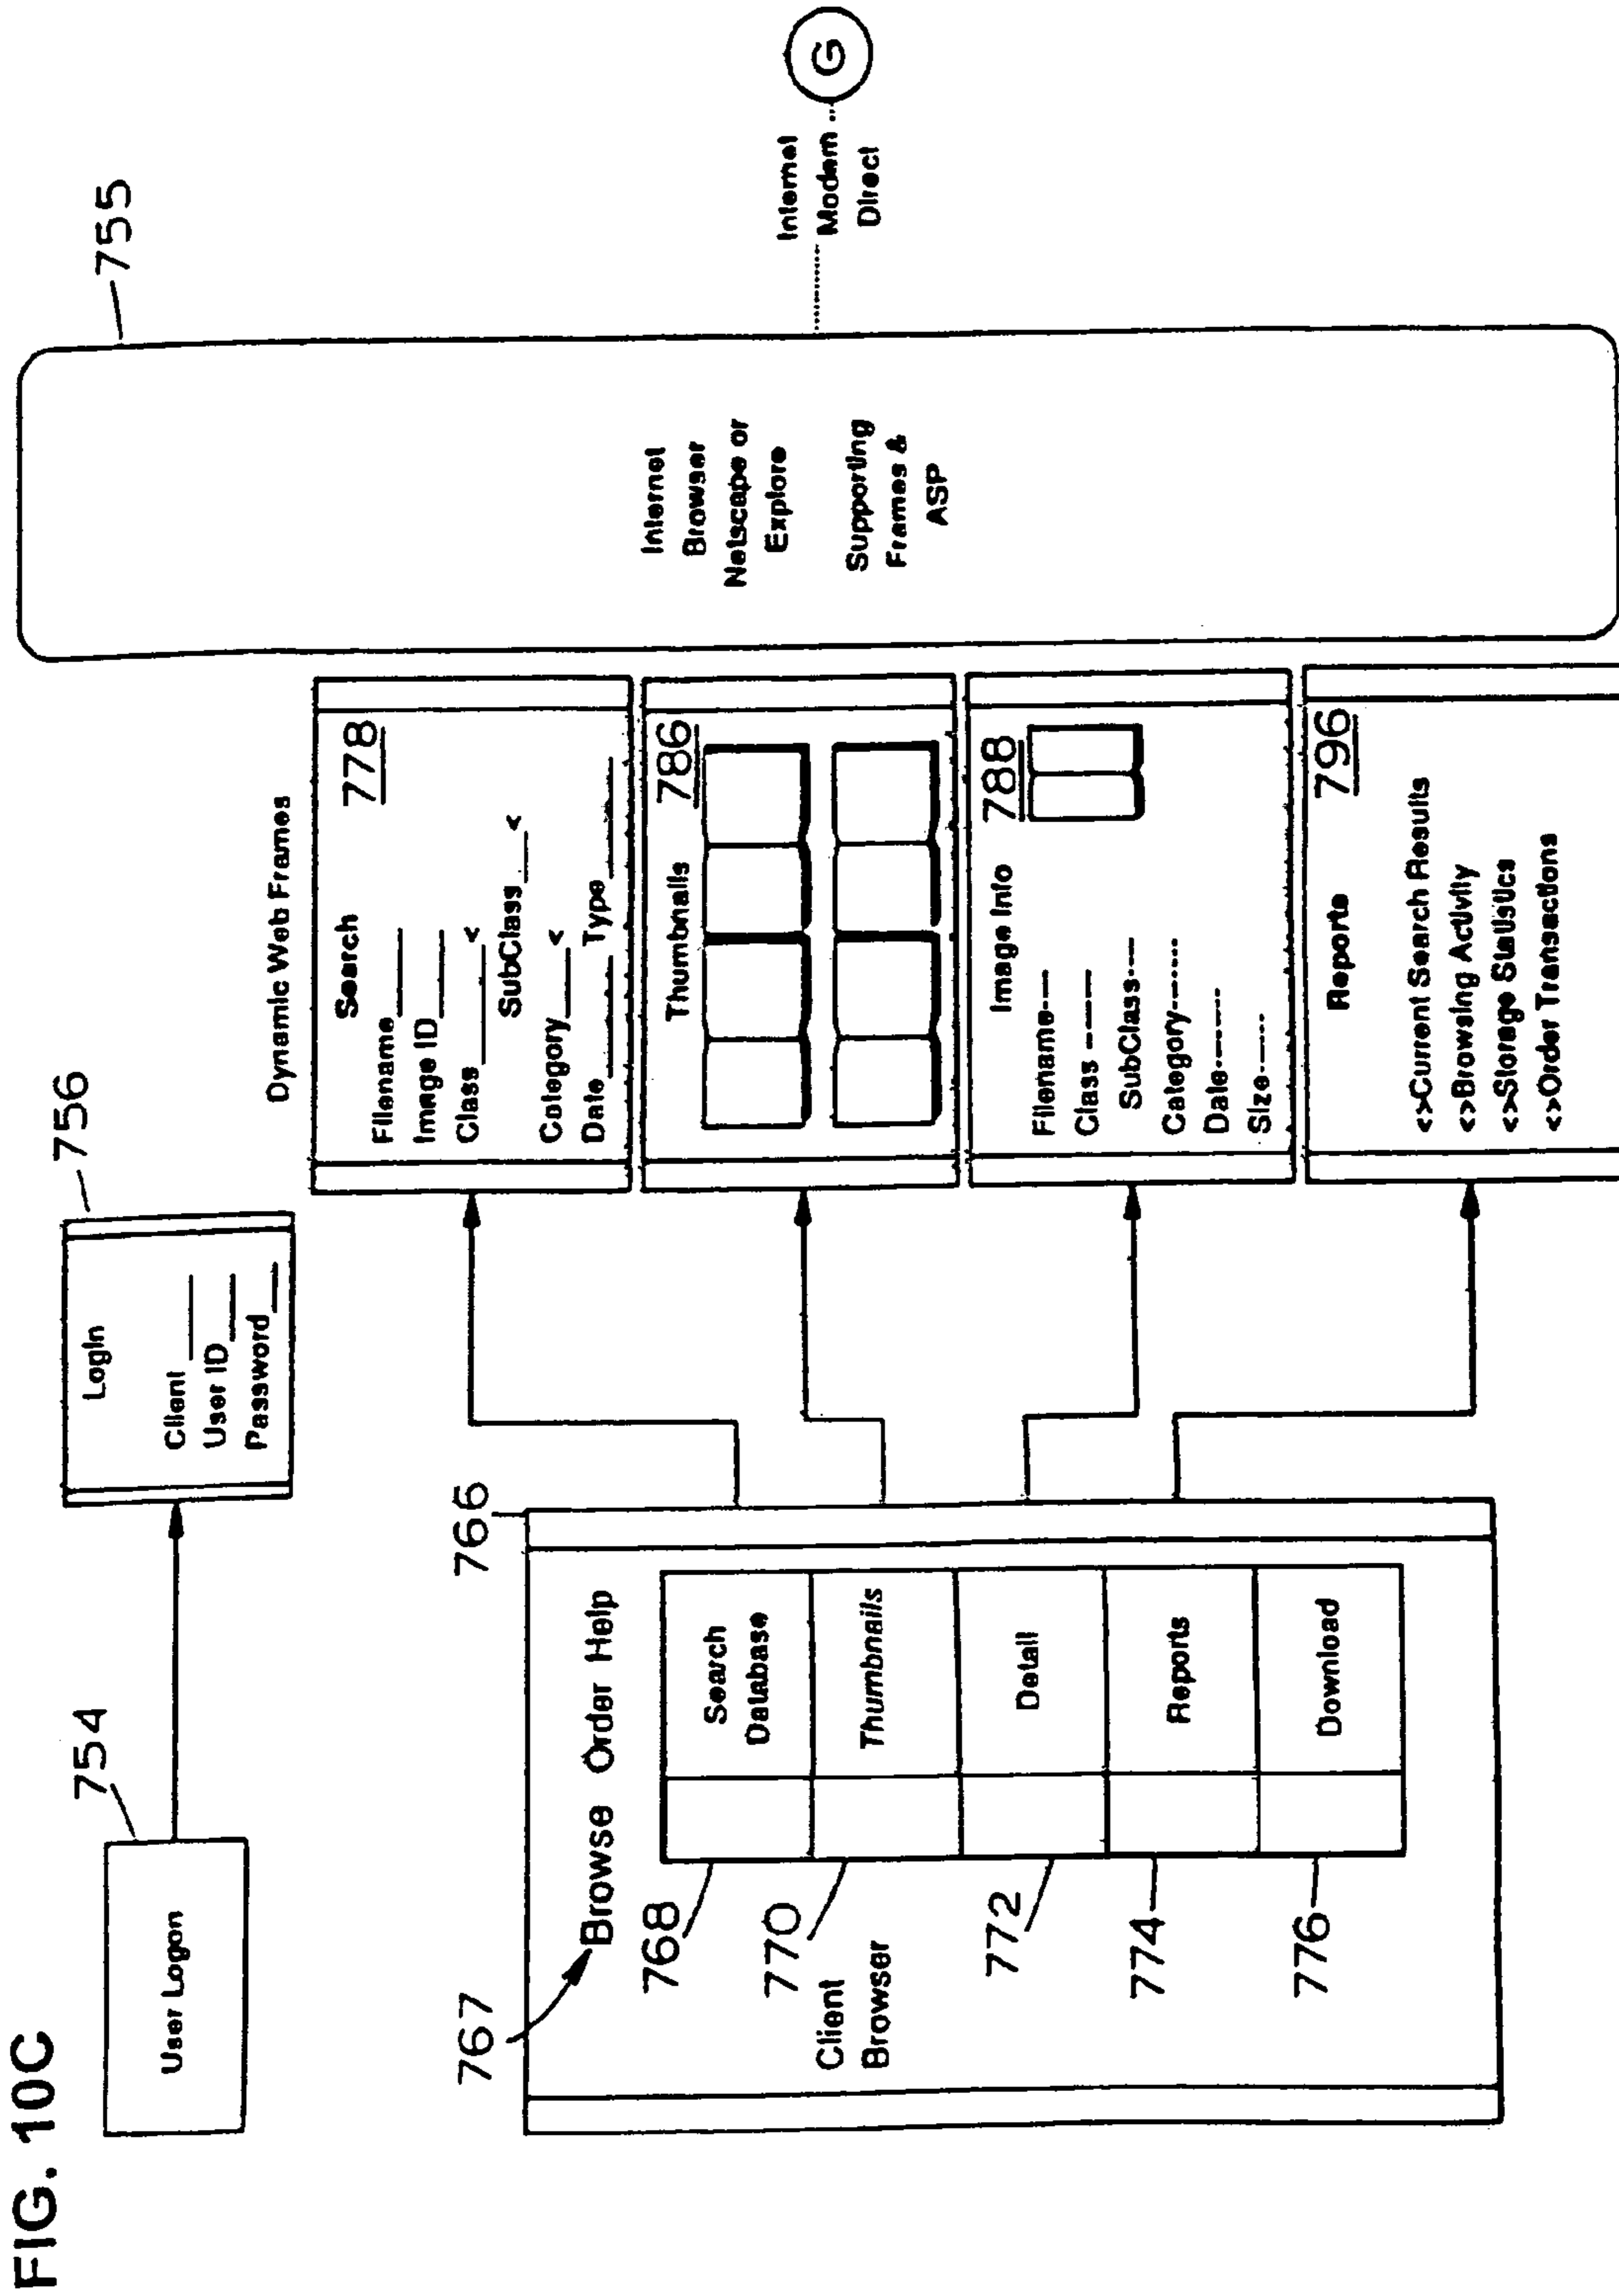 FIG. 10C
754
User Logon
756
Login
Client
User ID
Password
766
767
Browse Order Help
Client
Browser
768
Search
Database
770
Thumbnails
772
Detail
774
Reports
776
Download
Dynamic Web Frames
Search
778
Filename
Image ID
Class <
SubClass <
Category <
Date Type
Thumbnails
786
Image Info
788
Filename---
Class ----
SubClass---
Category-----
Date-----
Size----
Reports
796
<>Current Search Results
<>Browsing Activity
<>Storage Statistics
<>Order Transactions
755
Internet
Browser
Netscape or
Explore
Supporting
Frames &
ASP
Internet
Modem
Direct
G